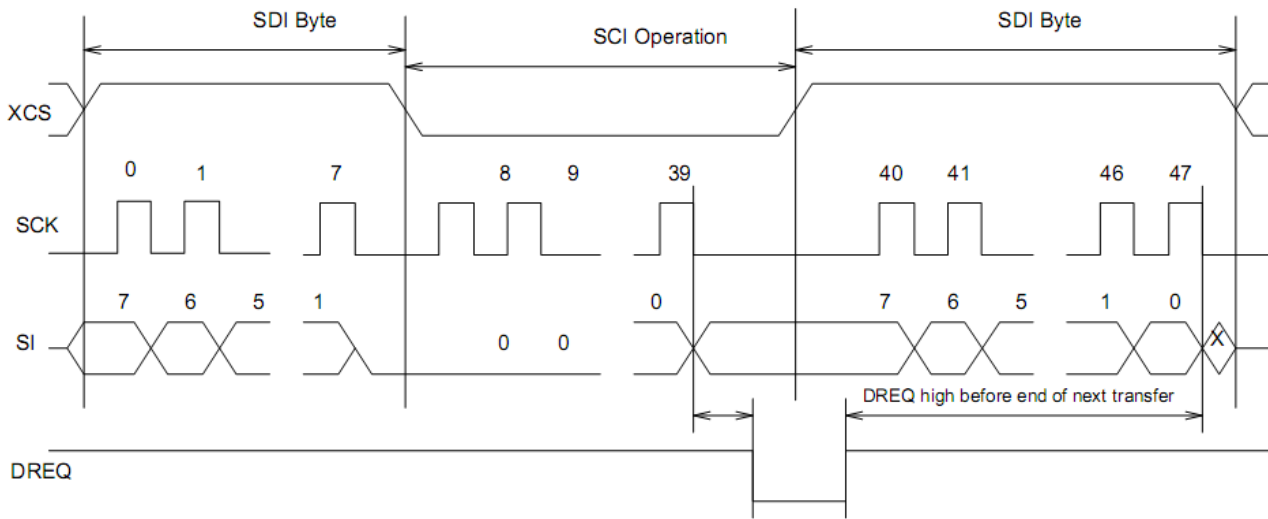 SDI Byte SCI Operation SDI Byte
XCS
0 1 7 8 9 39 40 41 46 47
SCK
7 6 5 1 0 7 6 5 1 0
SI 0 0 X
DREQ high before end of next transfer
DREQ